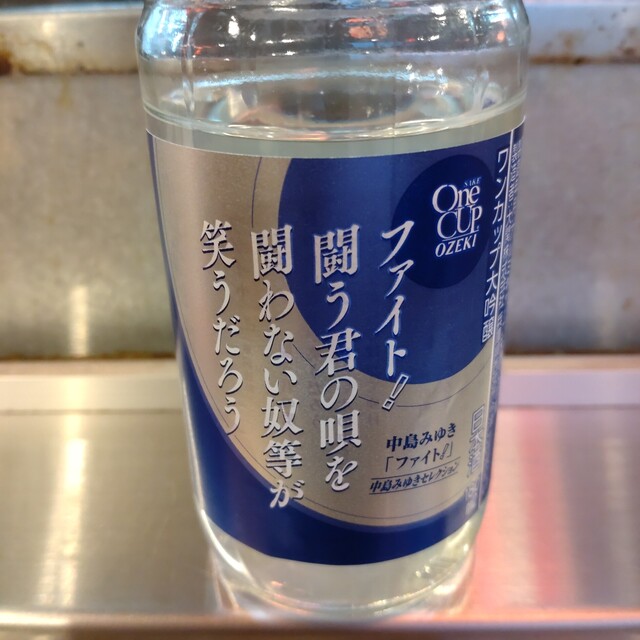 SAKE
One
CUP
OZEKI
ワンカップ大吟醸
ファイト!
闘う君の唄を
闘わない奴等が
笑うだろう
中島みゆき
「ファイト!」
中島みゆきセレクション